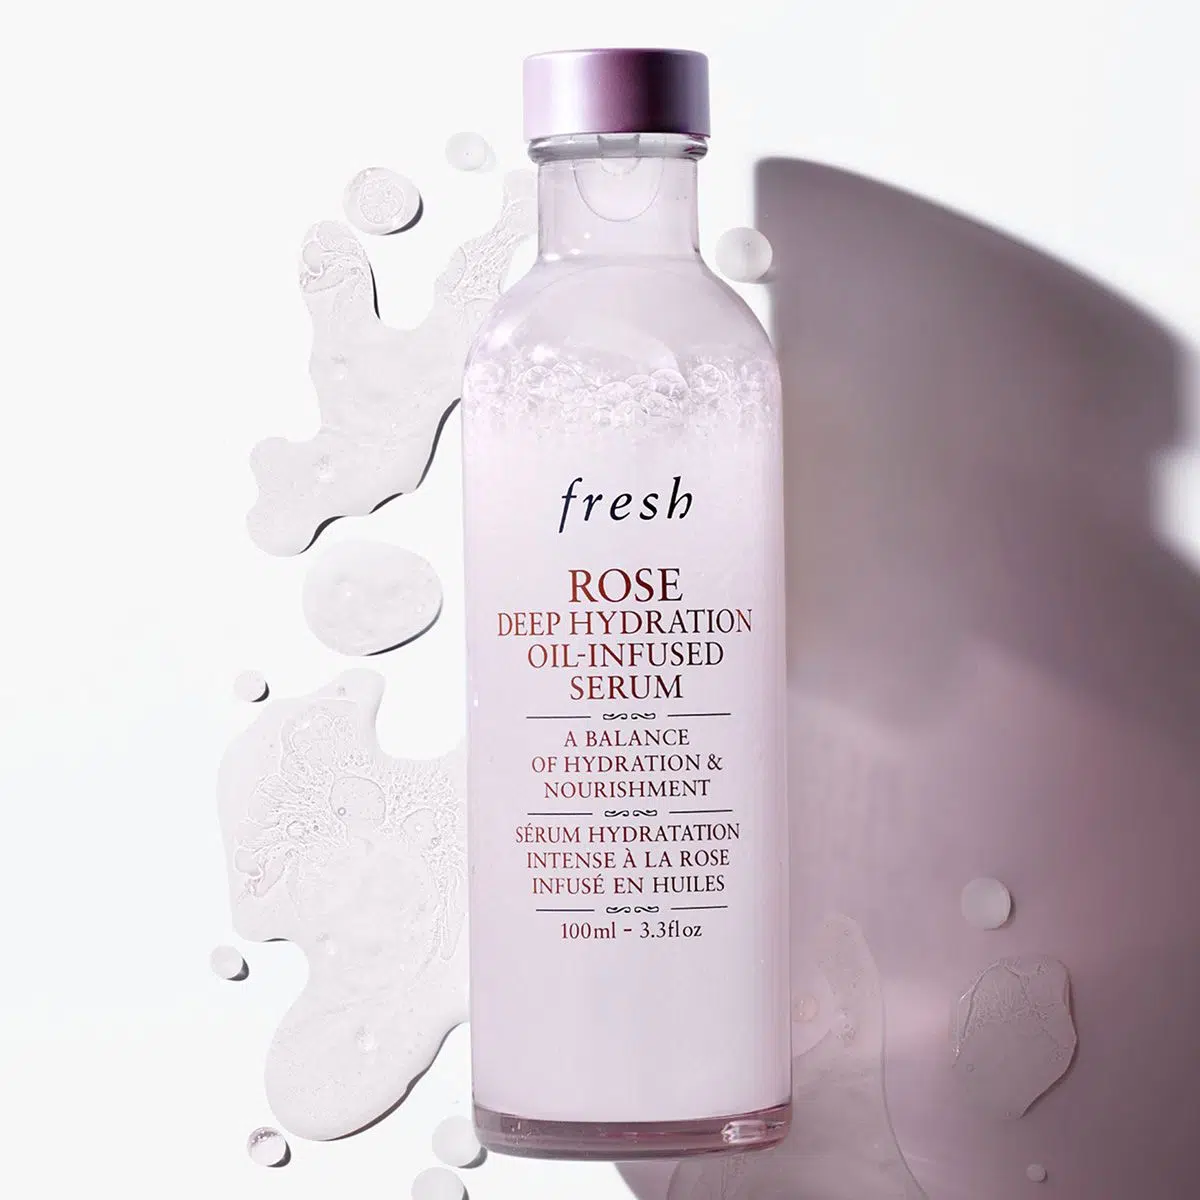 fresh
ROSE
DEEP HYDRATION
OIL-INFUSED
SERUM
A BALANCE
OF HYDRATION &
NOURISHMENT
SÉRUM HYDRATATION
INTENSE À LA ROSE
INFUSÉ EN HUILES
100ml - 3.3fl oz